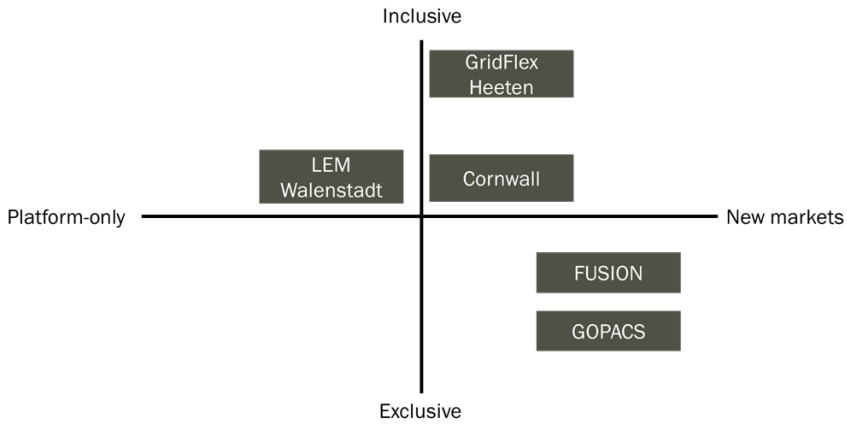 Inclusive
GridFlex
Heeten
LEM
Walenstadt
Cornwall
Platform-only
New markets
FUSION
GOPACS
Exclusive